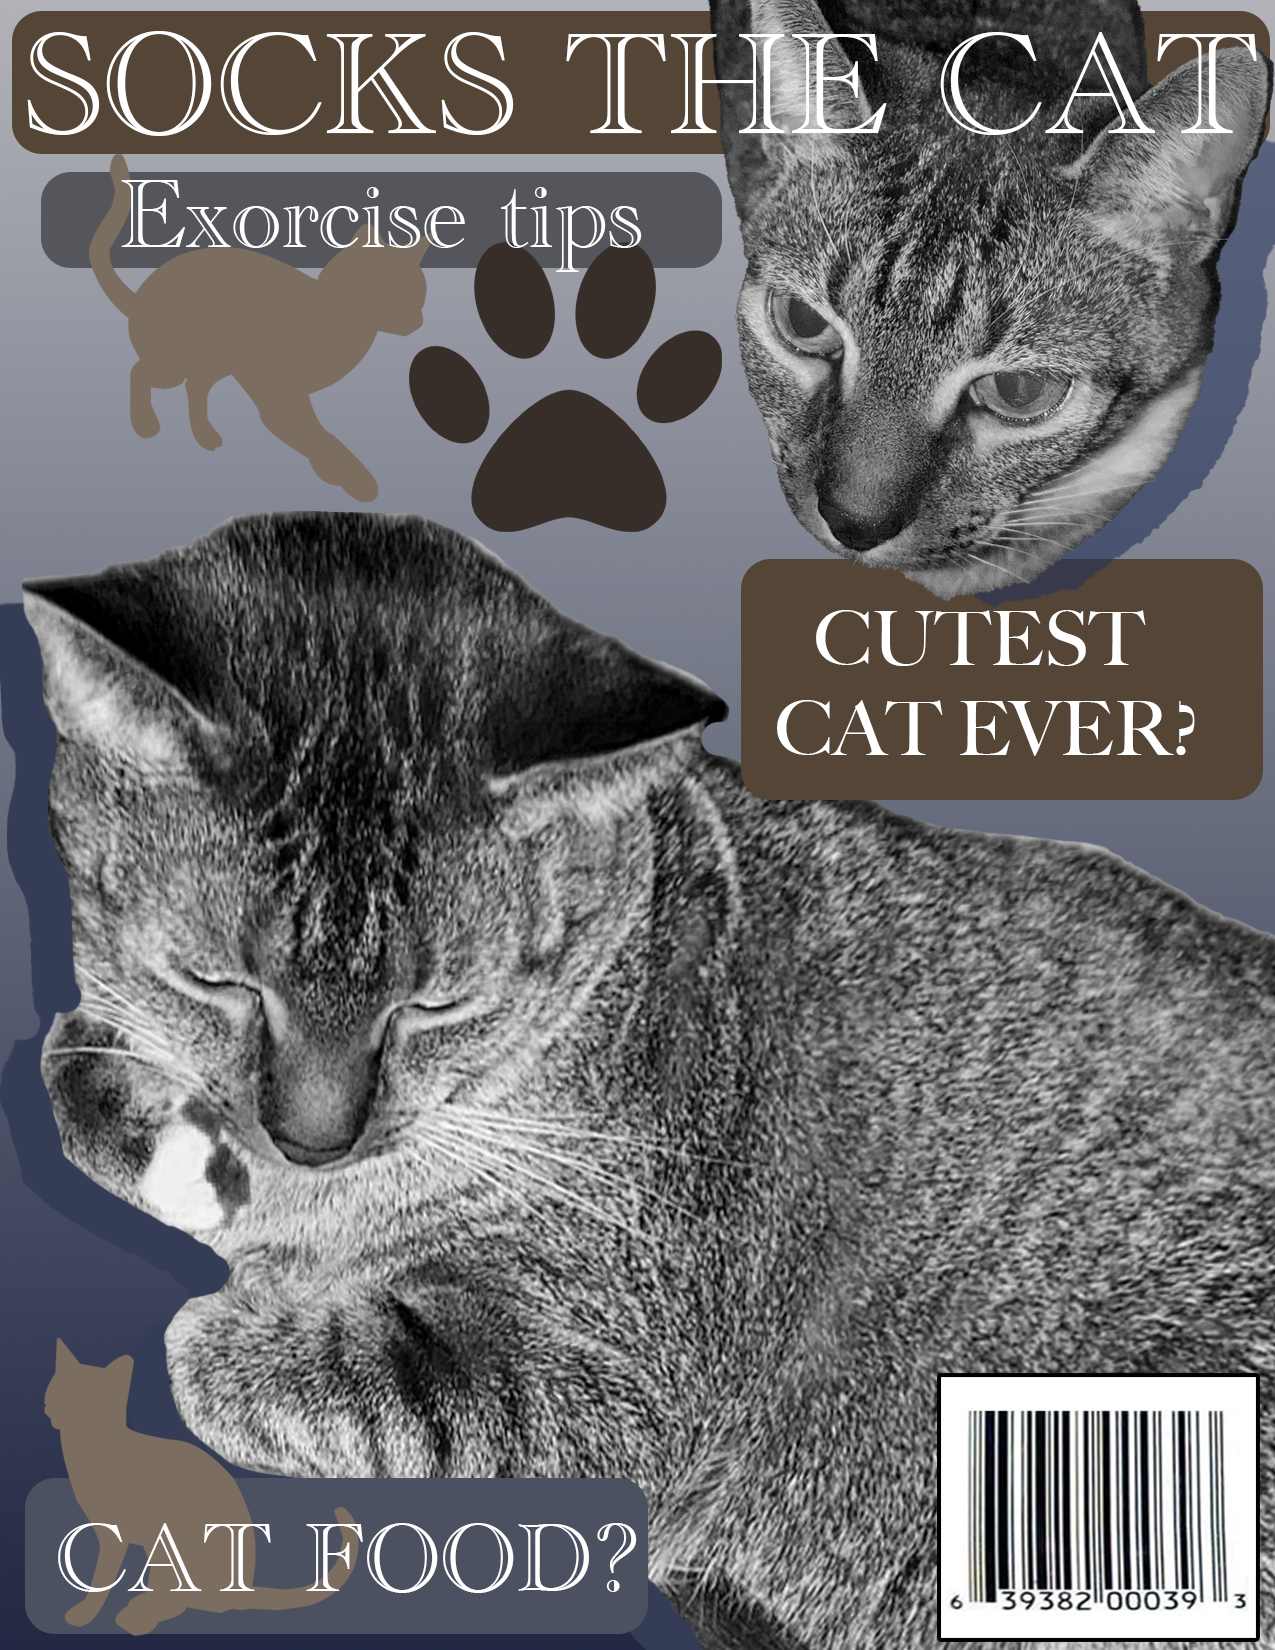 SOCKS THE CAT
Exorcise tips
CUTEST
CAT EVER?
CAT FOOD?
6 39382 00039 3